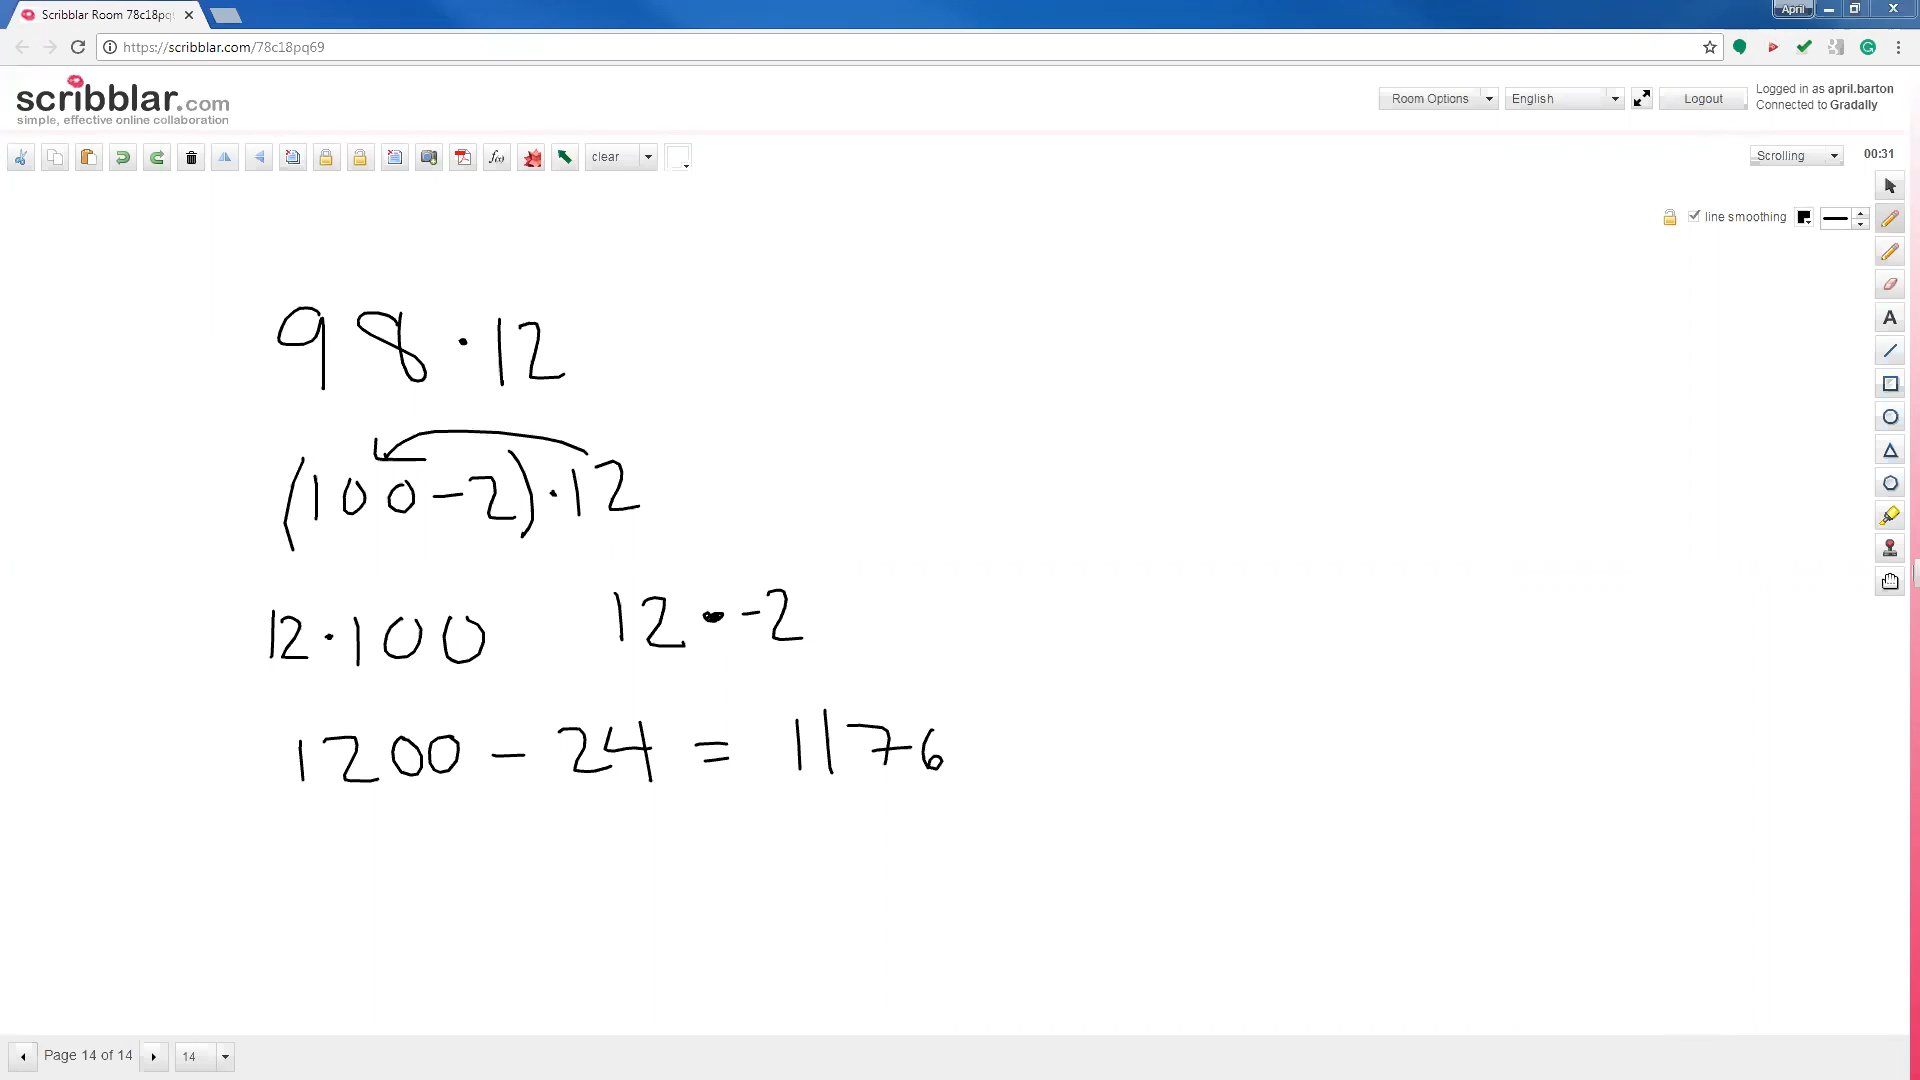 Scribblar Room 78c18pq
April
https://scribblar.com/78c18pq69
scribblar.com
simple, effective online collaboration
Room Options
English
Logout
Logged in as april.barton
Connected to Gradally
f(x)
clear
Scrolling
00:31
line smoothing
A
98·12
(100-2)·12
12·100 12·-2
1200 - 24 = 1176
Page 14 of 14
14